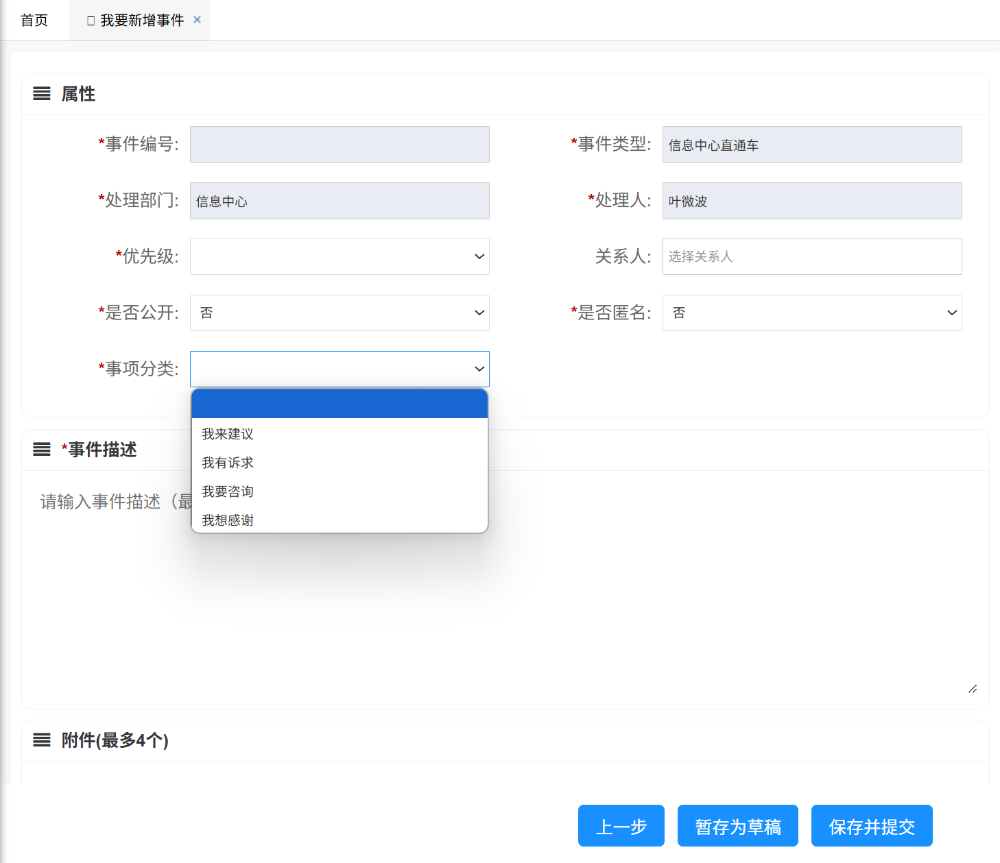 首页 我要新增事件 ×
属性
*事件编号: *事件类型: 信息中心直通车
*处理部门: 信息中心 *处理人: 叶微波
*优先级: 关系人: 选择关系人
*是否公开: 否 *是否匿名: 否
*事项分类:
我来建议
*事件描述
我有诉求
我要咨询
请输入事件描述（最
我想感谢
附件(最多4个)
上一步 暂存为草稿 保存并提交